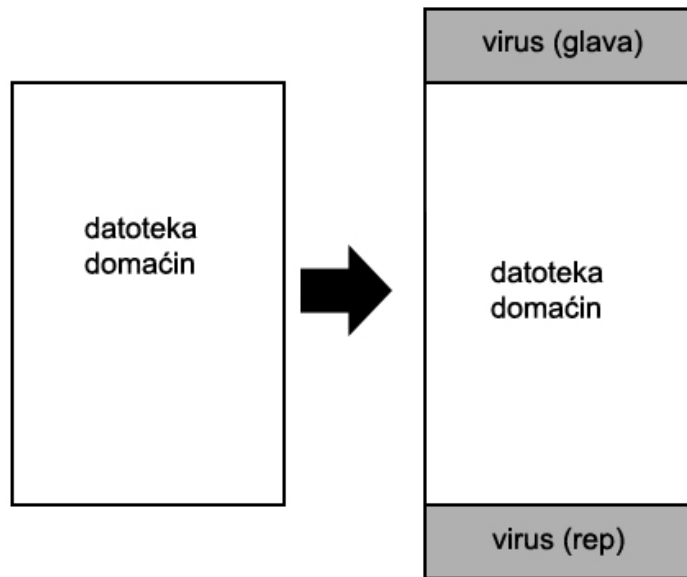 datoteka
domaćin
virus (glava)
datoteka
domaćin
virus (rep)